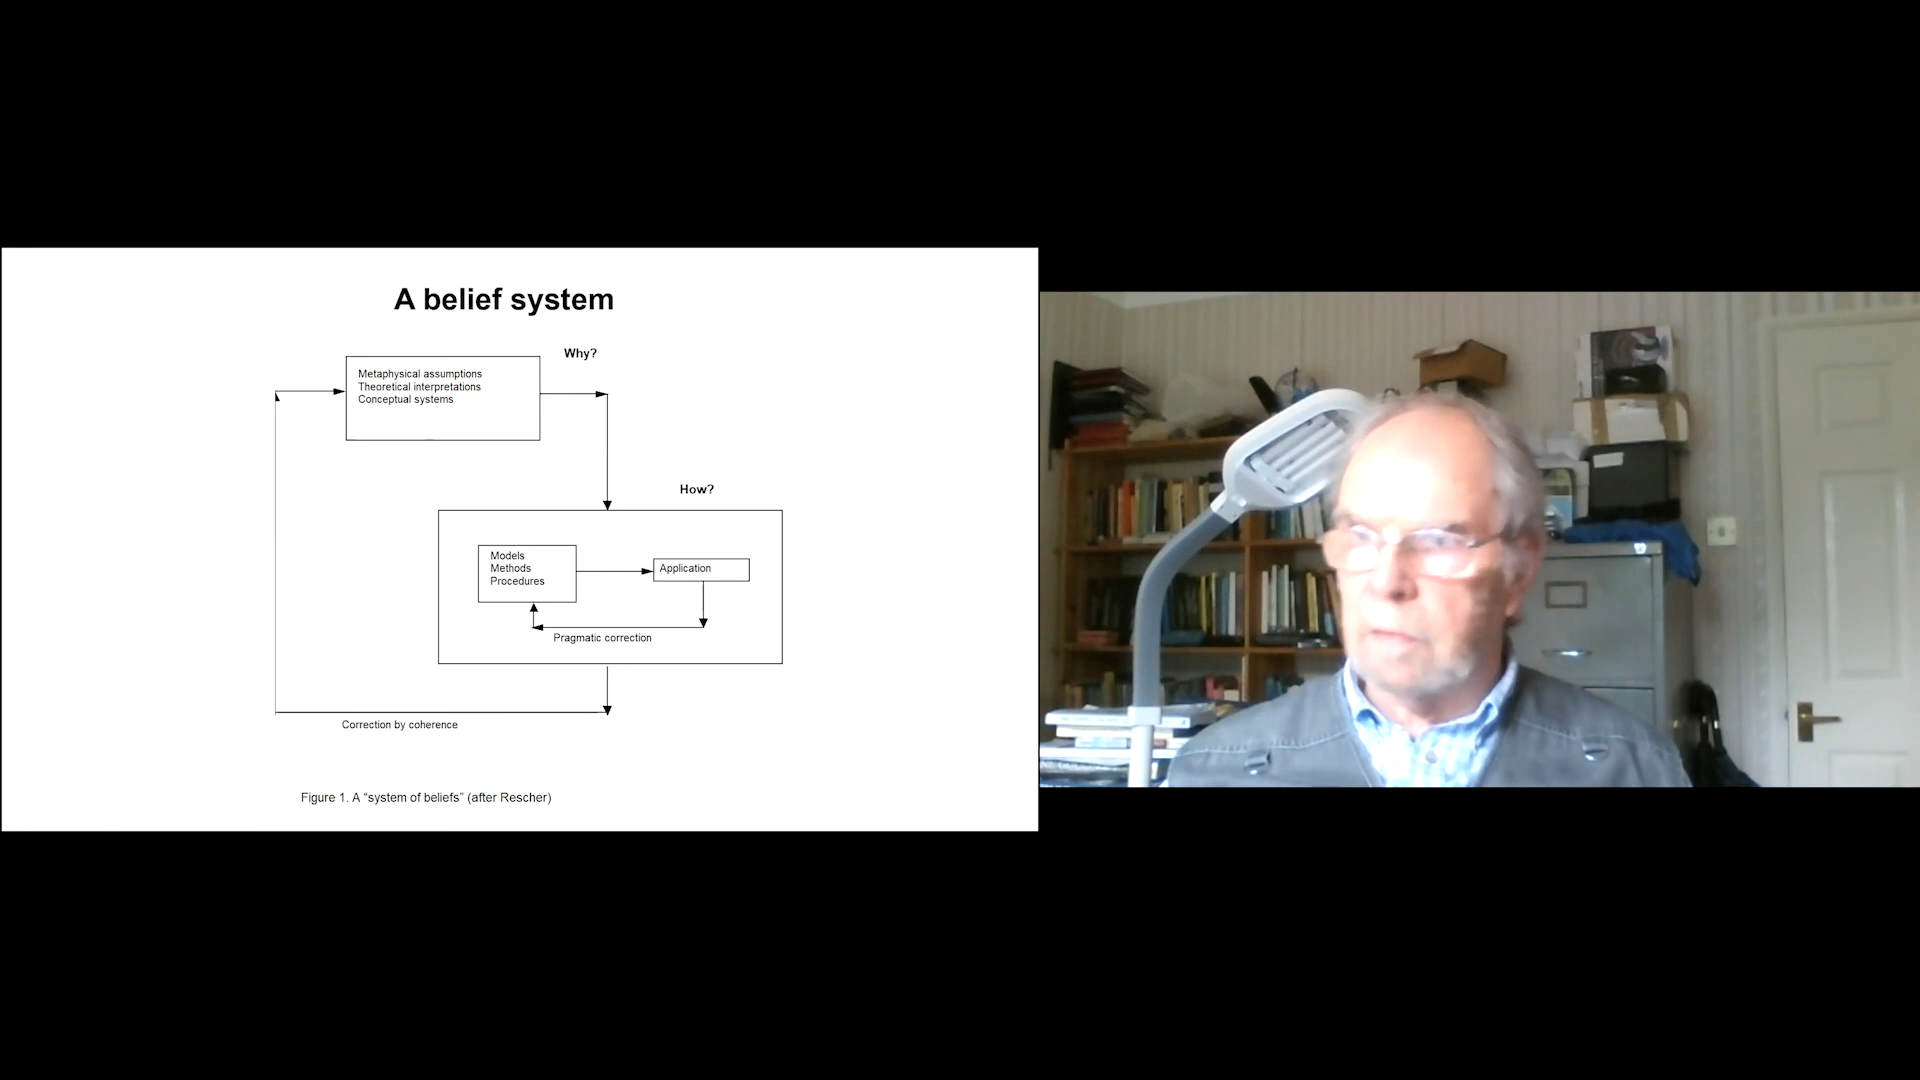 A belief system
Why?
Metaphysical assumptions
Theoretical interpretations
Conceptual systems
How?
Models
Methods
Procedures
Application
Pragmatic correction
Correction by coherence
Figure 1. A “system of beliefs” (after Rescher)